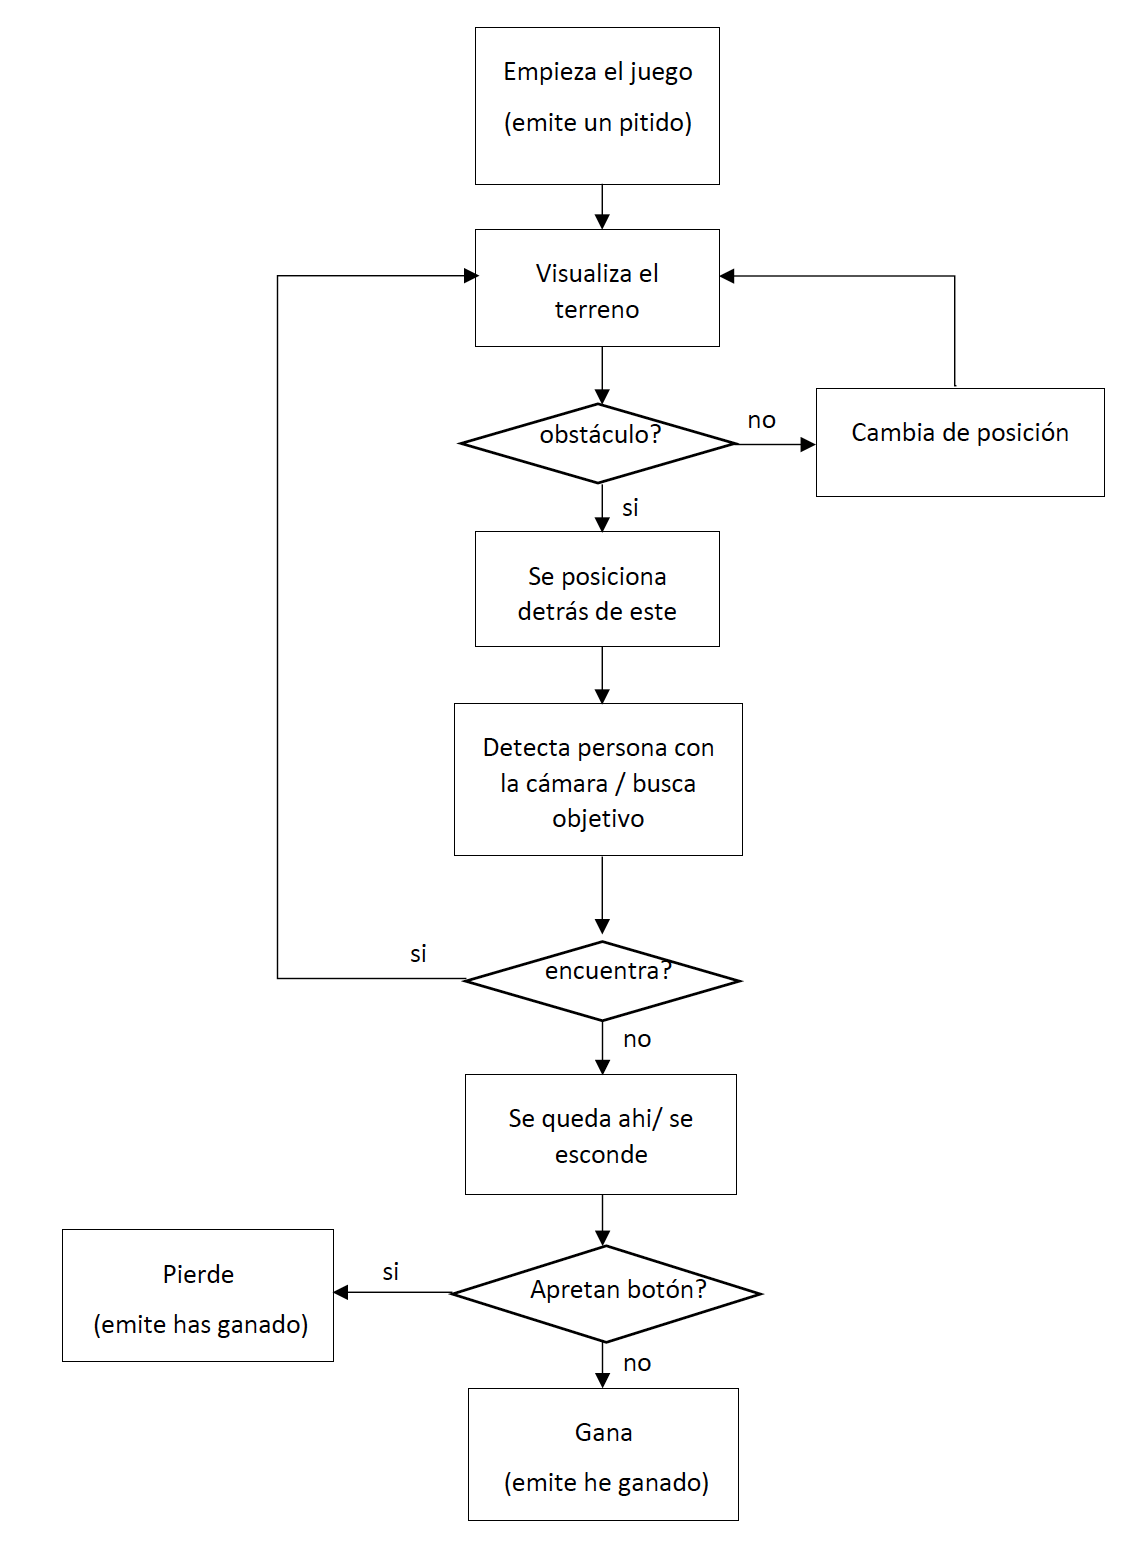 Empieza el juego
(emite un pitido)
Visualiza el
terreno
obstáculo?
no
Cambia de posición
si
Se posiciona
detrás de este
Detecta persona con
la cámara / busca
objetivo
si
encuentra?
no
Se queda ahi/ se
esconde
Apretan botón?
si
Pierde
(emite has ganado)
no
Gana
(emite he ganado)